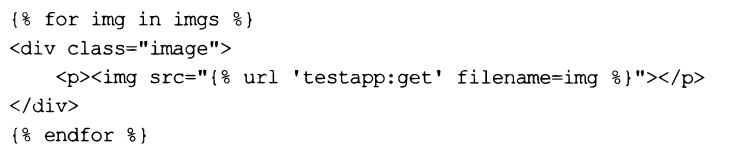 {% for img in imgs %}
<div class="image">
    <p><img src="{% url 'testapp:get' filename=img %}"></p>
</div>
{% endfor %}